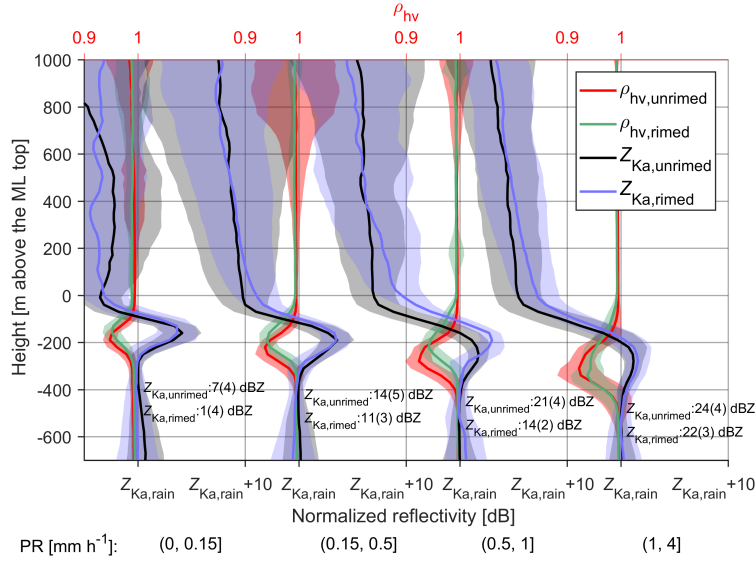 ρhv
0.9 1 0.9 1 0.9 1 0.9 1
1000
800
600
400
200
0
-200
-400
-600
Height [m above the ML top]
ρhv,unrimed
ρhv,rimed
ZKa,unrimed
ZKa,rimed
ZKa,unrimed:7(4) dBZ
ZKa,rimed:1(4) dBZ
ZKa,unrimed:14(5) dBZ
ZKa,rimed:11(3) dBZ
ZKa,unrimed:21(4) dBZ
ZKa,rimed:14(2) dBZ
ZKa,unrimed:24(4) dBZ
ZKa,rimed:22(3) dBZ
ZKa,rain ZKa,rain+10 ZKa,rain ZKa,rain+10 ZKa,rain ZKa,rain+10 ZKa,rain ZKa,rain+10
Normalized reflectivity [dB]
PR [mm h-1]: (0, 0.15] (0.15, 0.5] (0.5, 1] (1, 4]